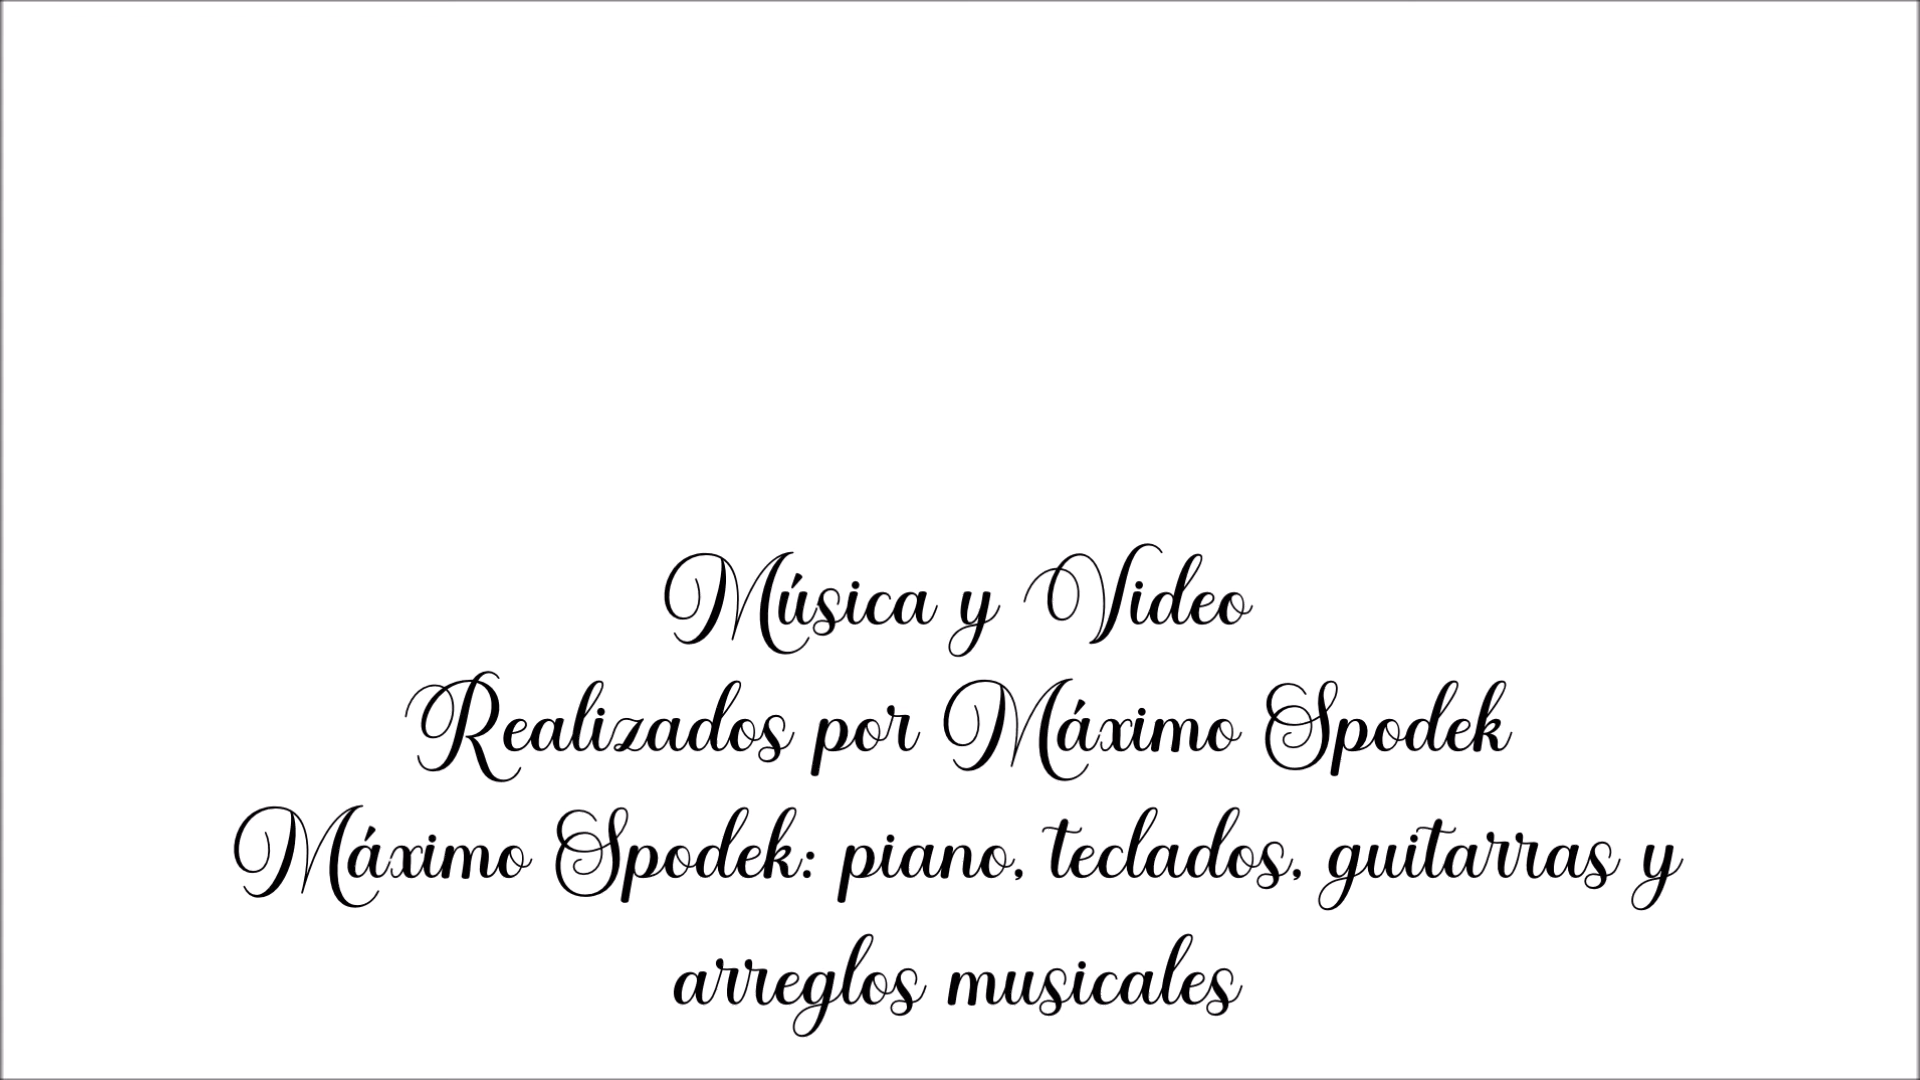 Música y Video
Realizados por Máximo Spodek
Máximo Spodek: piano, teclados, guitarras y
arreglos musicales